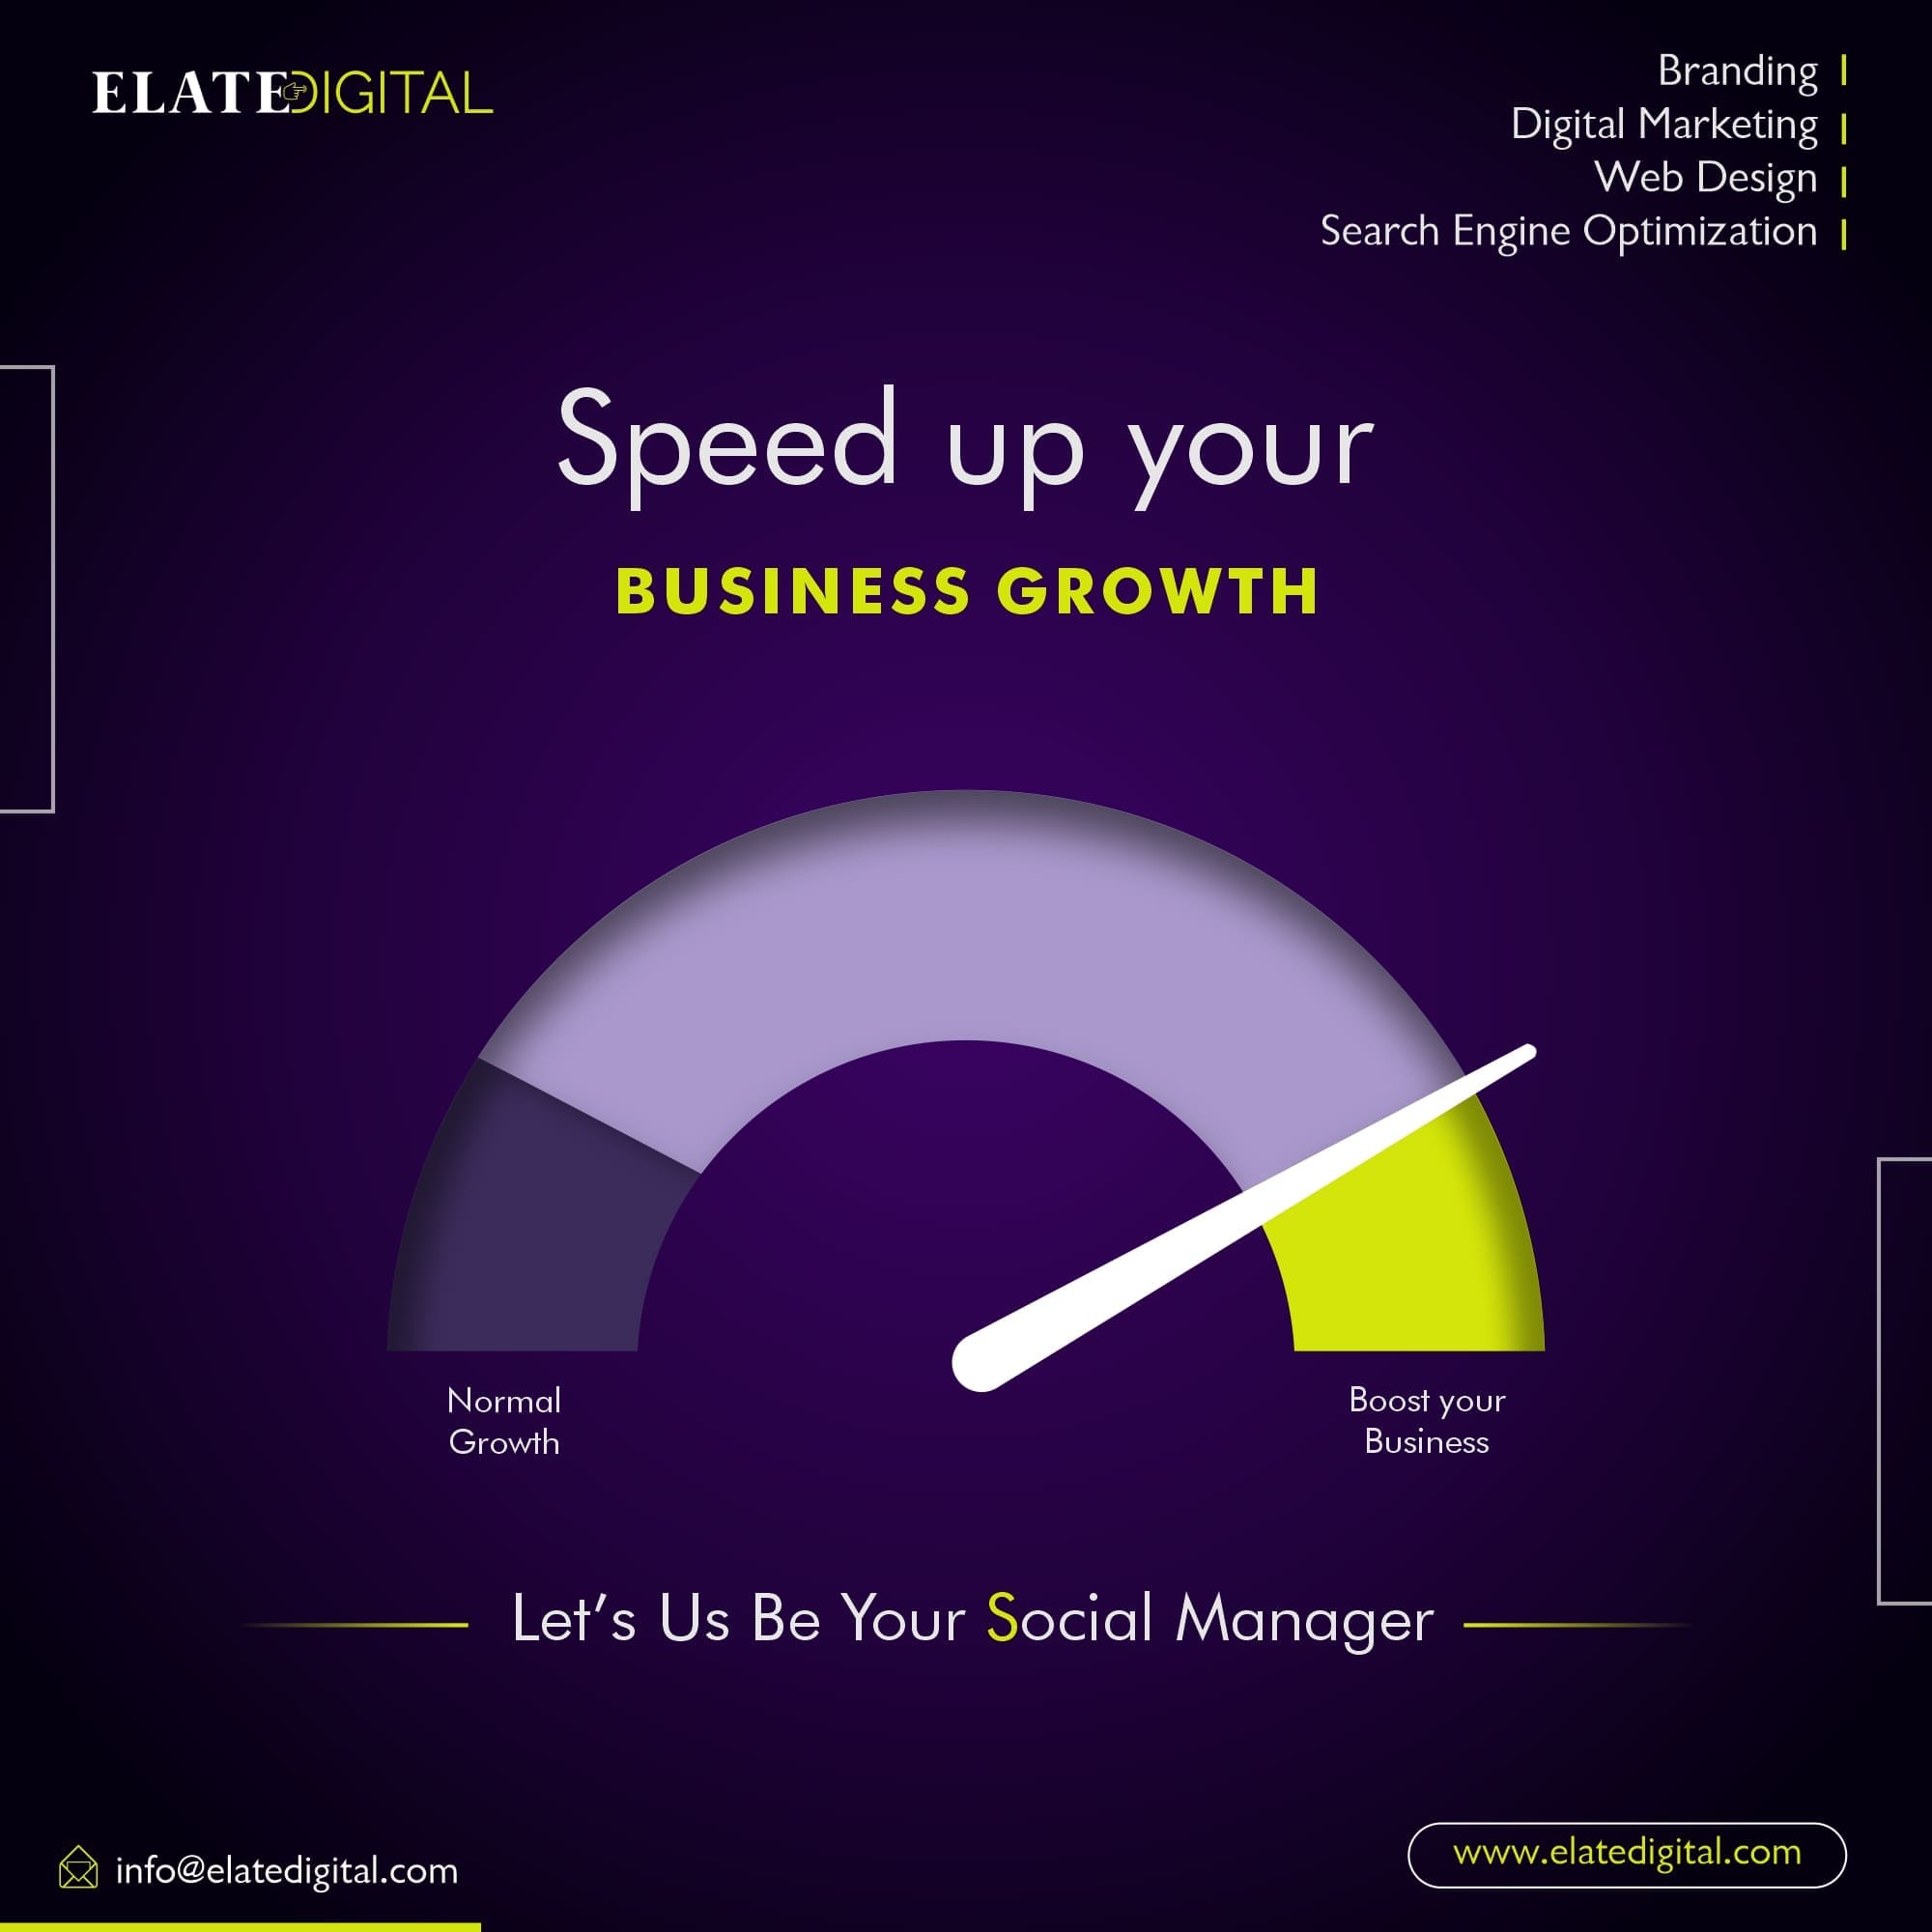 ELATEDIGITAL
Branding
Digital Marketing
Web Design
Search Engine Optimization
Speed up your
BUSINESS GROWTH
Normal
Growth
Boost your
Business
Let's Us Be Your Social Manager
info@elatedigital.com
www.elatedigital.com